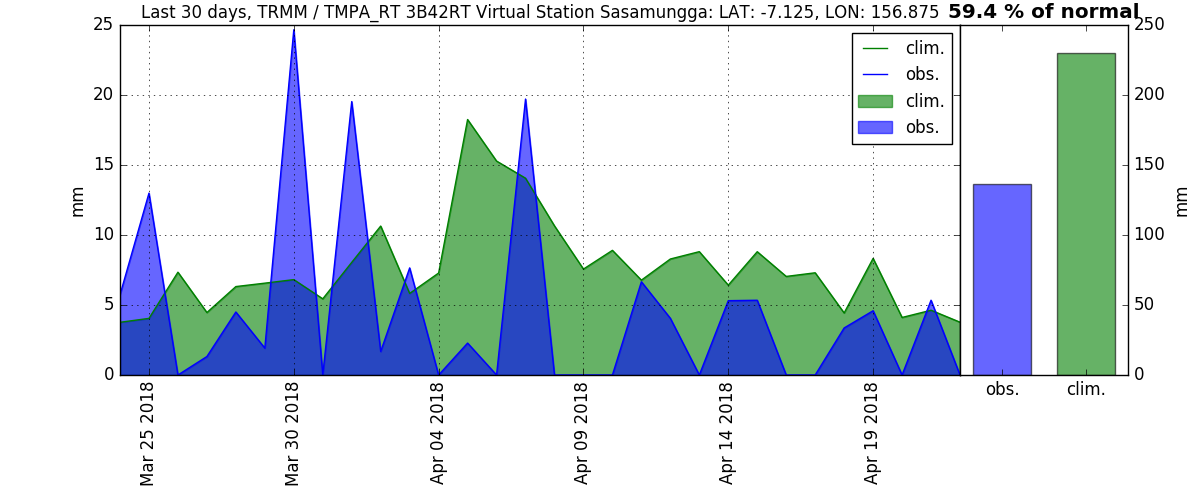 Last 30 days, TRMM / TMPA_RT 3B42RT Virtual Station Sasamungga: LAT: -7.125, LON: 156.875 59.4 % of normal
25
20
15
10
5
0
mm
clim.
obs.
clim.
obs.
250
200
150
100
50
0
mm
obs. clim.
Mar 25 2018
Mar 30 2018
Apr 04 2018
Apr 09 2018
Apr 14 2018
Apr 19 2018